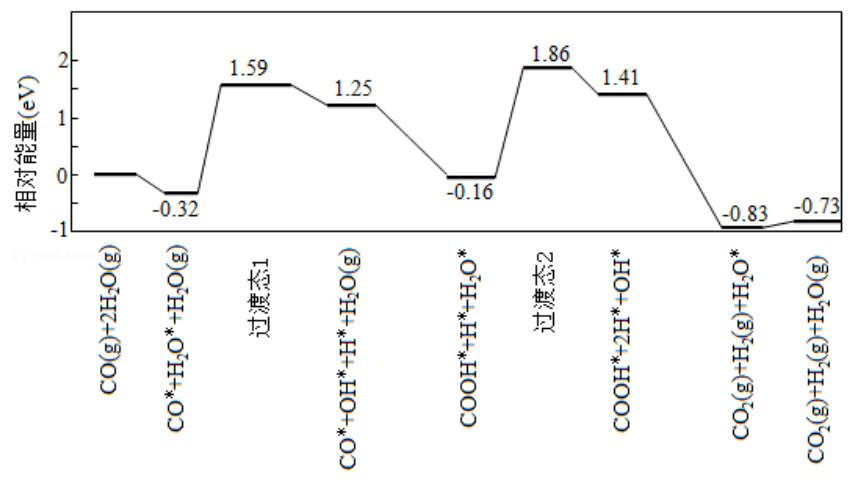 相对能量(eV)
2
1
0
-1
-0.32
1.59
1.25
-0.16
1.86
1.41
-0.83
-0.73
CO(g)+2H₂O(g)
CO*+H₂O*+H₂O(g)
过渡态1
CO*+OH*+H*+H₂O(g)
COOH*+H*+H₂O*
过渡态2
COOH*+2H*+OH*
CO₂(g)+H₂(g)+H₂O*
CO₂(g)+H₂(g)+H₂O(g)